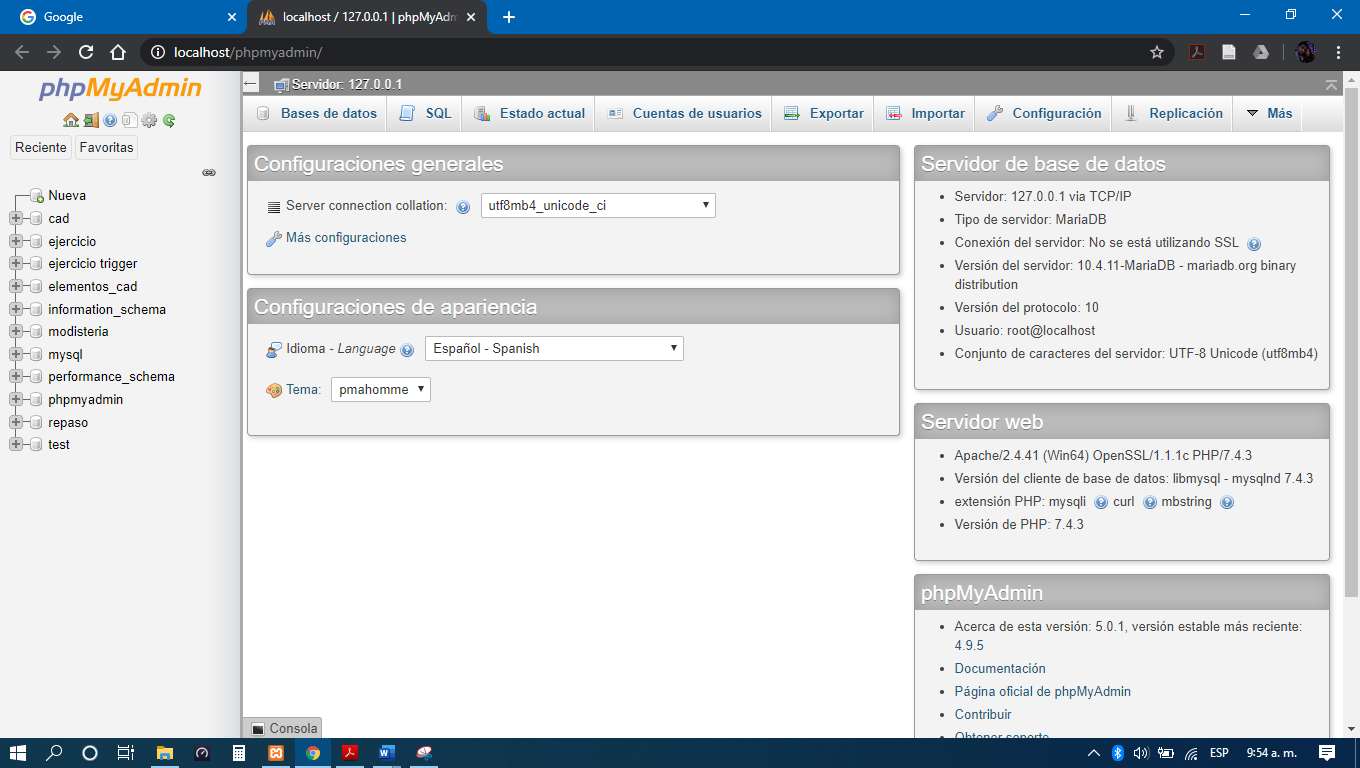 Google
localhost / 127.0.0.1 | phpMyAdm
localhost/phpmyadmin/
phpMyAdmin
Reciente
Favoritas
Nueva
cad
ejercicio
ejercicio trigger
elementos_cad
information_schema
modisteria
mysql
performance_schema
phpmyadmin
repaso
test
Servidor: 127.0.0.1
Bases de datos
SQL
Estado actual
Cuentas de usuarios
Exportar
Importar
Configuración
Replicación
Más
Configuraciones generales
Server connection collation:
utf8mb4_unicode_ci
Más configuraciones
Configuraciones de apariencia
Idioma - Language
Español - Spanish
Tema:
pmahomme
Servidor de base de datos
Servidor: 127.0.0.1 via TCP/IP
Tipo de servidor: MariaDB
Conexión del servidor: No se está utilizando SSL
Versión del servidor: 10.4.11-MariaDB - mariadb.org binary
distribution
Versión del protocolo: 10
Usuario: root@localhost
Conjunto de caracteres del servidor: UTF-8 Unicode (utf8mb4)
Servidor web
Apache/2.4.41 (Win64) OpenSSL/1.1.1c PHP/7.4.3
Versión del cliente de base de datos: libmysql - mysqlnd 7.4.3
extensión PHP: mysqli curl mbstring
Versión de PHP: 7.4.3
phpMyAdmin
Acerca de esta versión: 5.0.1, versión estable más reciente:
4.9.5
Documentación
Página oficial de phpMyAdmin
Contribuir
Obtener soporte
Consola
ESP
9:54 a. m.